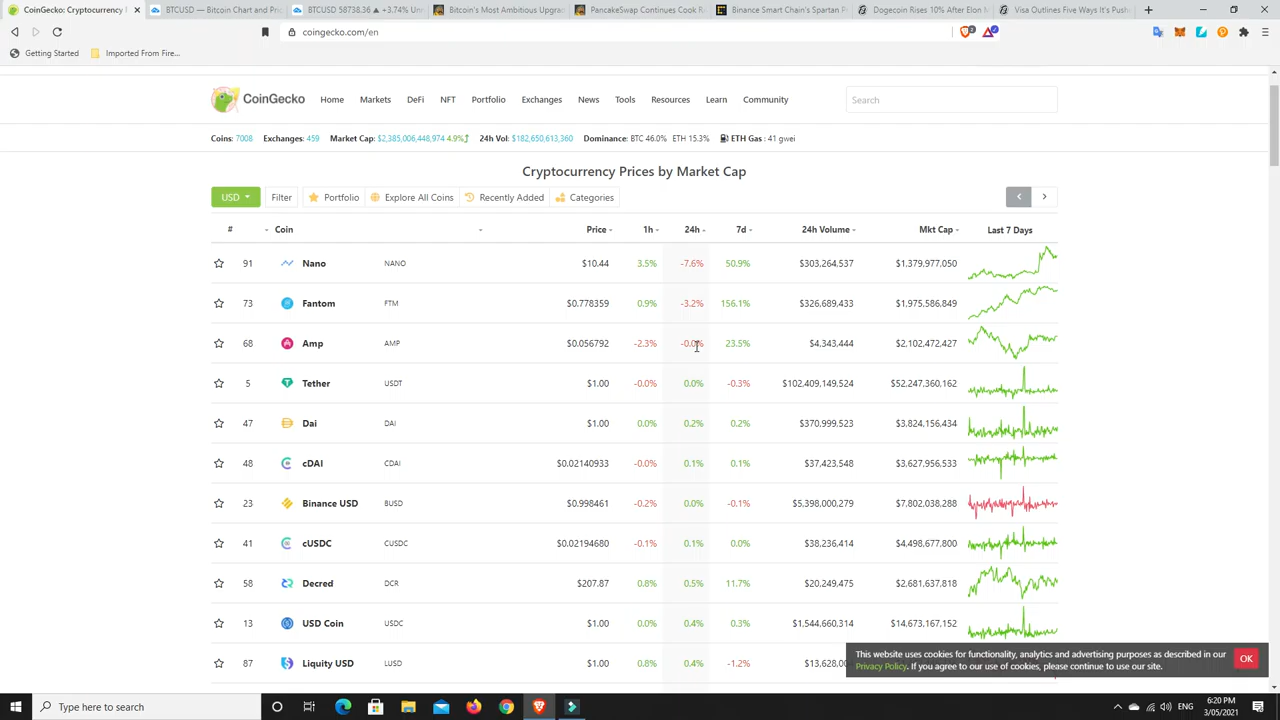 CoinGecko: Cryptocurrency P
BTCUSD — Bitcoin Chart and Pric
BTCUSD 58738.36 ▲ +3.74% Unn
Bitcoin's Most Ambitious Upgrad
PancakeSwap Continues Cook R
Binance Smart Chain's Spartan P
Dogecoin Rises 10% After Elon M
Visa Outlines Five Ways It's Push
coingecko.com/en
Getting Started
Imported From Fire...
CoinGecko
Home
Markets
DeFi
NFT
Portfolio
Exchanges
News
Tools
Resources
Learn
Community
Search
Coins: 7008 Exchanges: 459 Market Cap: $2,385,006,448,974 4.9% 24h Vol: $182,650,613,360 Dominance: BTC 46.0% ETH 15.3% ETH Gas: 41 gwei
Cryptocurrency Prices by Market Cap
USD
Filter
Portfolio
Explore All Coins
Recently Added
Categories
# Coin Price 1h 24h 7d 24h Volume Mkt Cap Last 7 Days
91 Nano NANO $10.44 3.5% -7.6% 50.9% $303,264,537 $1,379,977,050
73 Fantom FTM $0.778359 0.9% -3.2% 156.1% $326,689,433 $1,975,586,849
68 Amp AMP $0.056792 -2.3% -0.0% 23.5% $4,343,444 $2,102,472,427
5 Tether USDT $1.00 -0.0% 0.0% -0.3% $102,409,149,524 $52,247,360,162
47 Dai DAI $1.00 0.0% 0.2% 0.2% $370,999,523 $3,824,156,434
48 cDAI CDAI $0.02140933 -0.0% 0.1% 0.1% $37,423,548 $3,627,956,533
23 Binance USD BUSD $0.998461 -0.2% 0.0% -0.1% $5,398,000,279 $7,802,038,288
41 cUSDC CUSDC $0.02194680 -0.1% 0.1% 0.0% $38,236,414 $4,498,677,800
58 Decred DCR $207.87 0.8% 0.5% 11.7% $20,249,475 $2,681,637,818
13 USD Coin USDC $1.00 0.0% 0.4% 0.3% $1,544,660,314 $14,673,167,152
87 Liquity USD LUSD $1.00 0.8% 0.4% -1.2% $13,628,00
This website uses cookies for functionality, analytics and advertising purposes as described in our
Privacy Policy. If you agree to our use of cookies, please continue to use our site.
OK
Type here to search
ENG
6:20 PM
3/05/2021